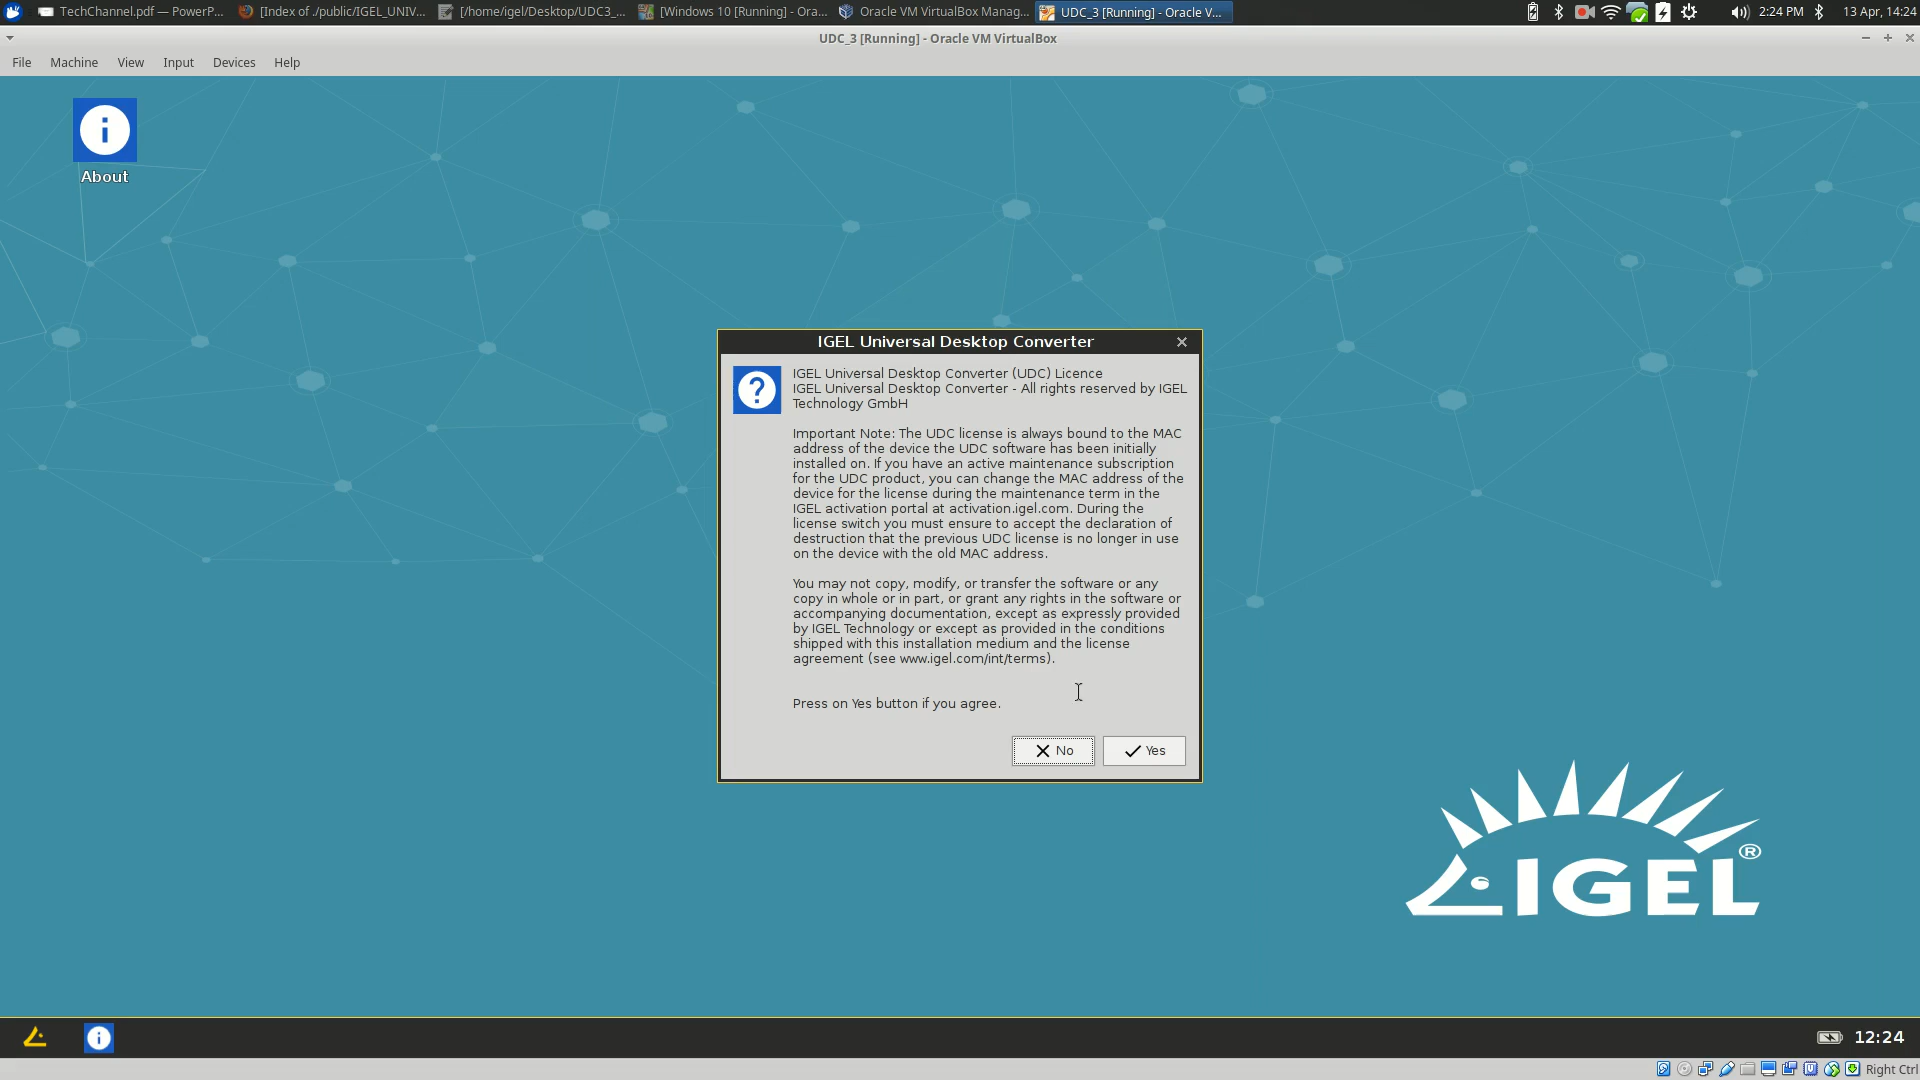 TechChannel.pdf — PowerP...
[Index of ./public/IGEL_UNIV...
[/home/igel/Desktop/UDC3_...
[Windows 10 [Running] - Ora...
Oracle VM VirtualBox Manag...
UDC_3 [Running] - Oracle V...
2:24 PM
13 Apr, 14:24
UDC_3 [Running] - Oracle VM VirtualBox
File Machine View Input Devices Help
About
IGEL Universal Desktop Converter
IGEL Universal Desktop Converter (UDC) Licence
IGEL Universal Desktop Converter - All rights reserved by IGEL
Technology GmbH
Important Note: The UDC license is always bound to the MAC
address of the device the UDC software has been initially
installed on. If you have an active maintenance subscription
for the UDC product, you can change the MAC address of the
device for the license during the maintenance term in the
IGEL activation portal at activation.igel.com. During the
license switch you must ensure to accept the declaration of
destruction that the previous UDC license is no longer in use
on the device with the old MAC address.
You may not copy, modify, or transfer the software or any
copy in whole or in part, or grant any rights in the software or
accompanying documentation, except as expressly provided
by IGEL Technology or except as provided in the conditions
shipped with this installation medium and the license
agreement (see www.igel.com/int/terms).
Press on Yes button if you agree.
No
Yes
IGEL®
12:24
Right Ctrl